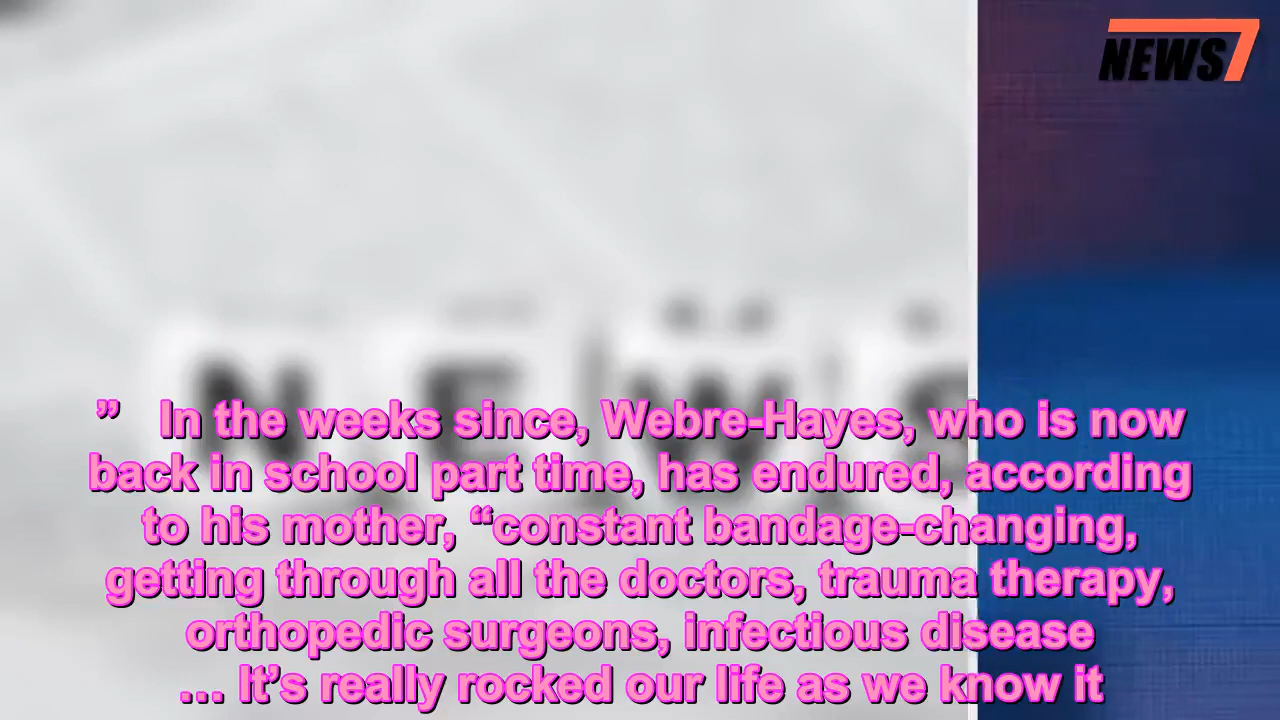 NEWS7
NEWS
” In the weeks since, Webre-Hayes, who is now
back in school part time, has endured, according
to his mother, “constant bandage-changing,
getting through all the doctors, trauma therapy,
orthopedic surgeons, infectious disease
… It’s really rocked our life as we know it